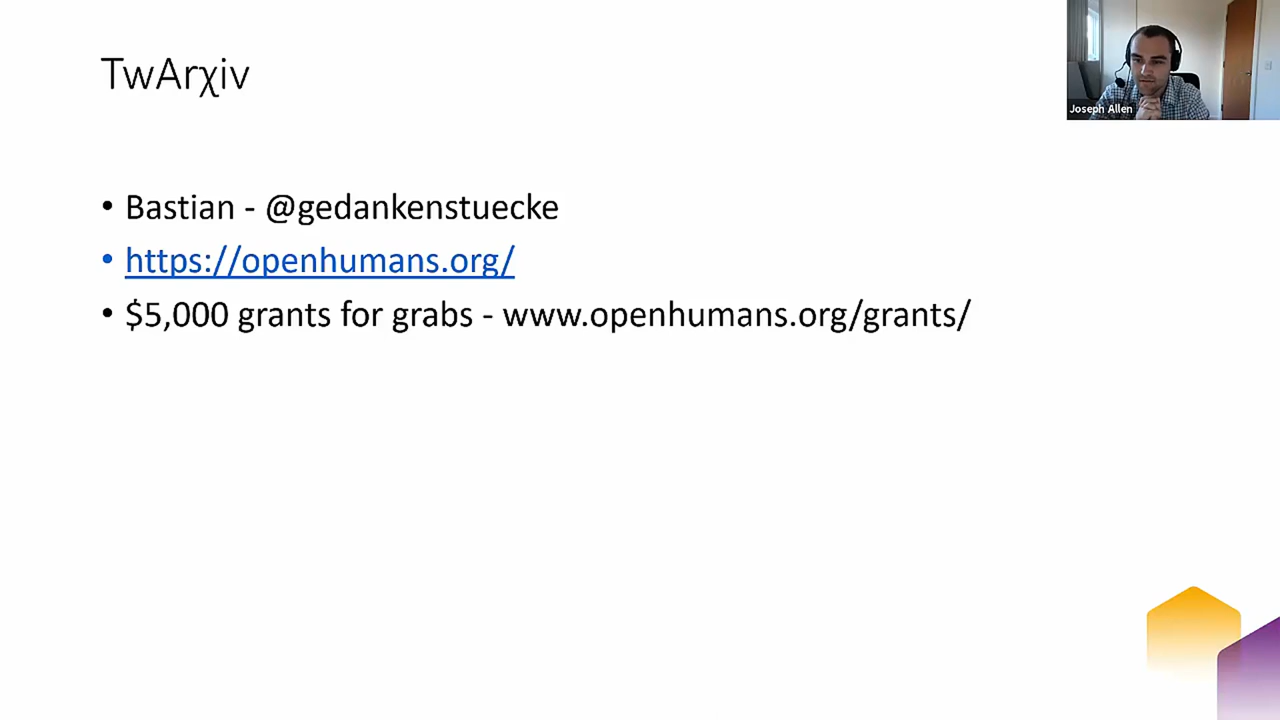 TwArχiv
Joseph Allen
• Bastian - @gedankenstuecke
• https://openhumans.org/
• $5,000 grants for grabs - www.openhumans.org/grants/